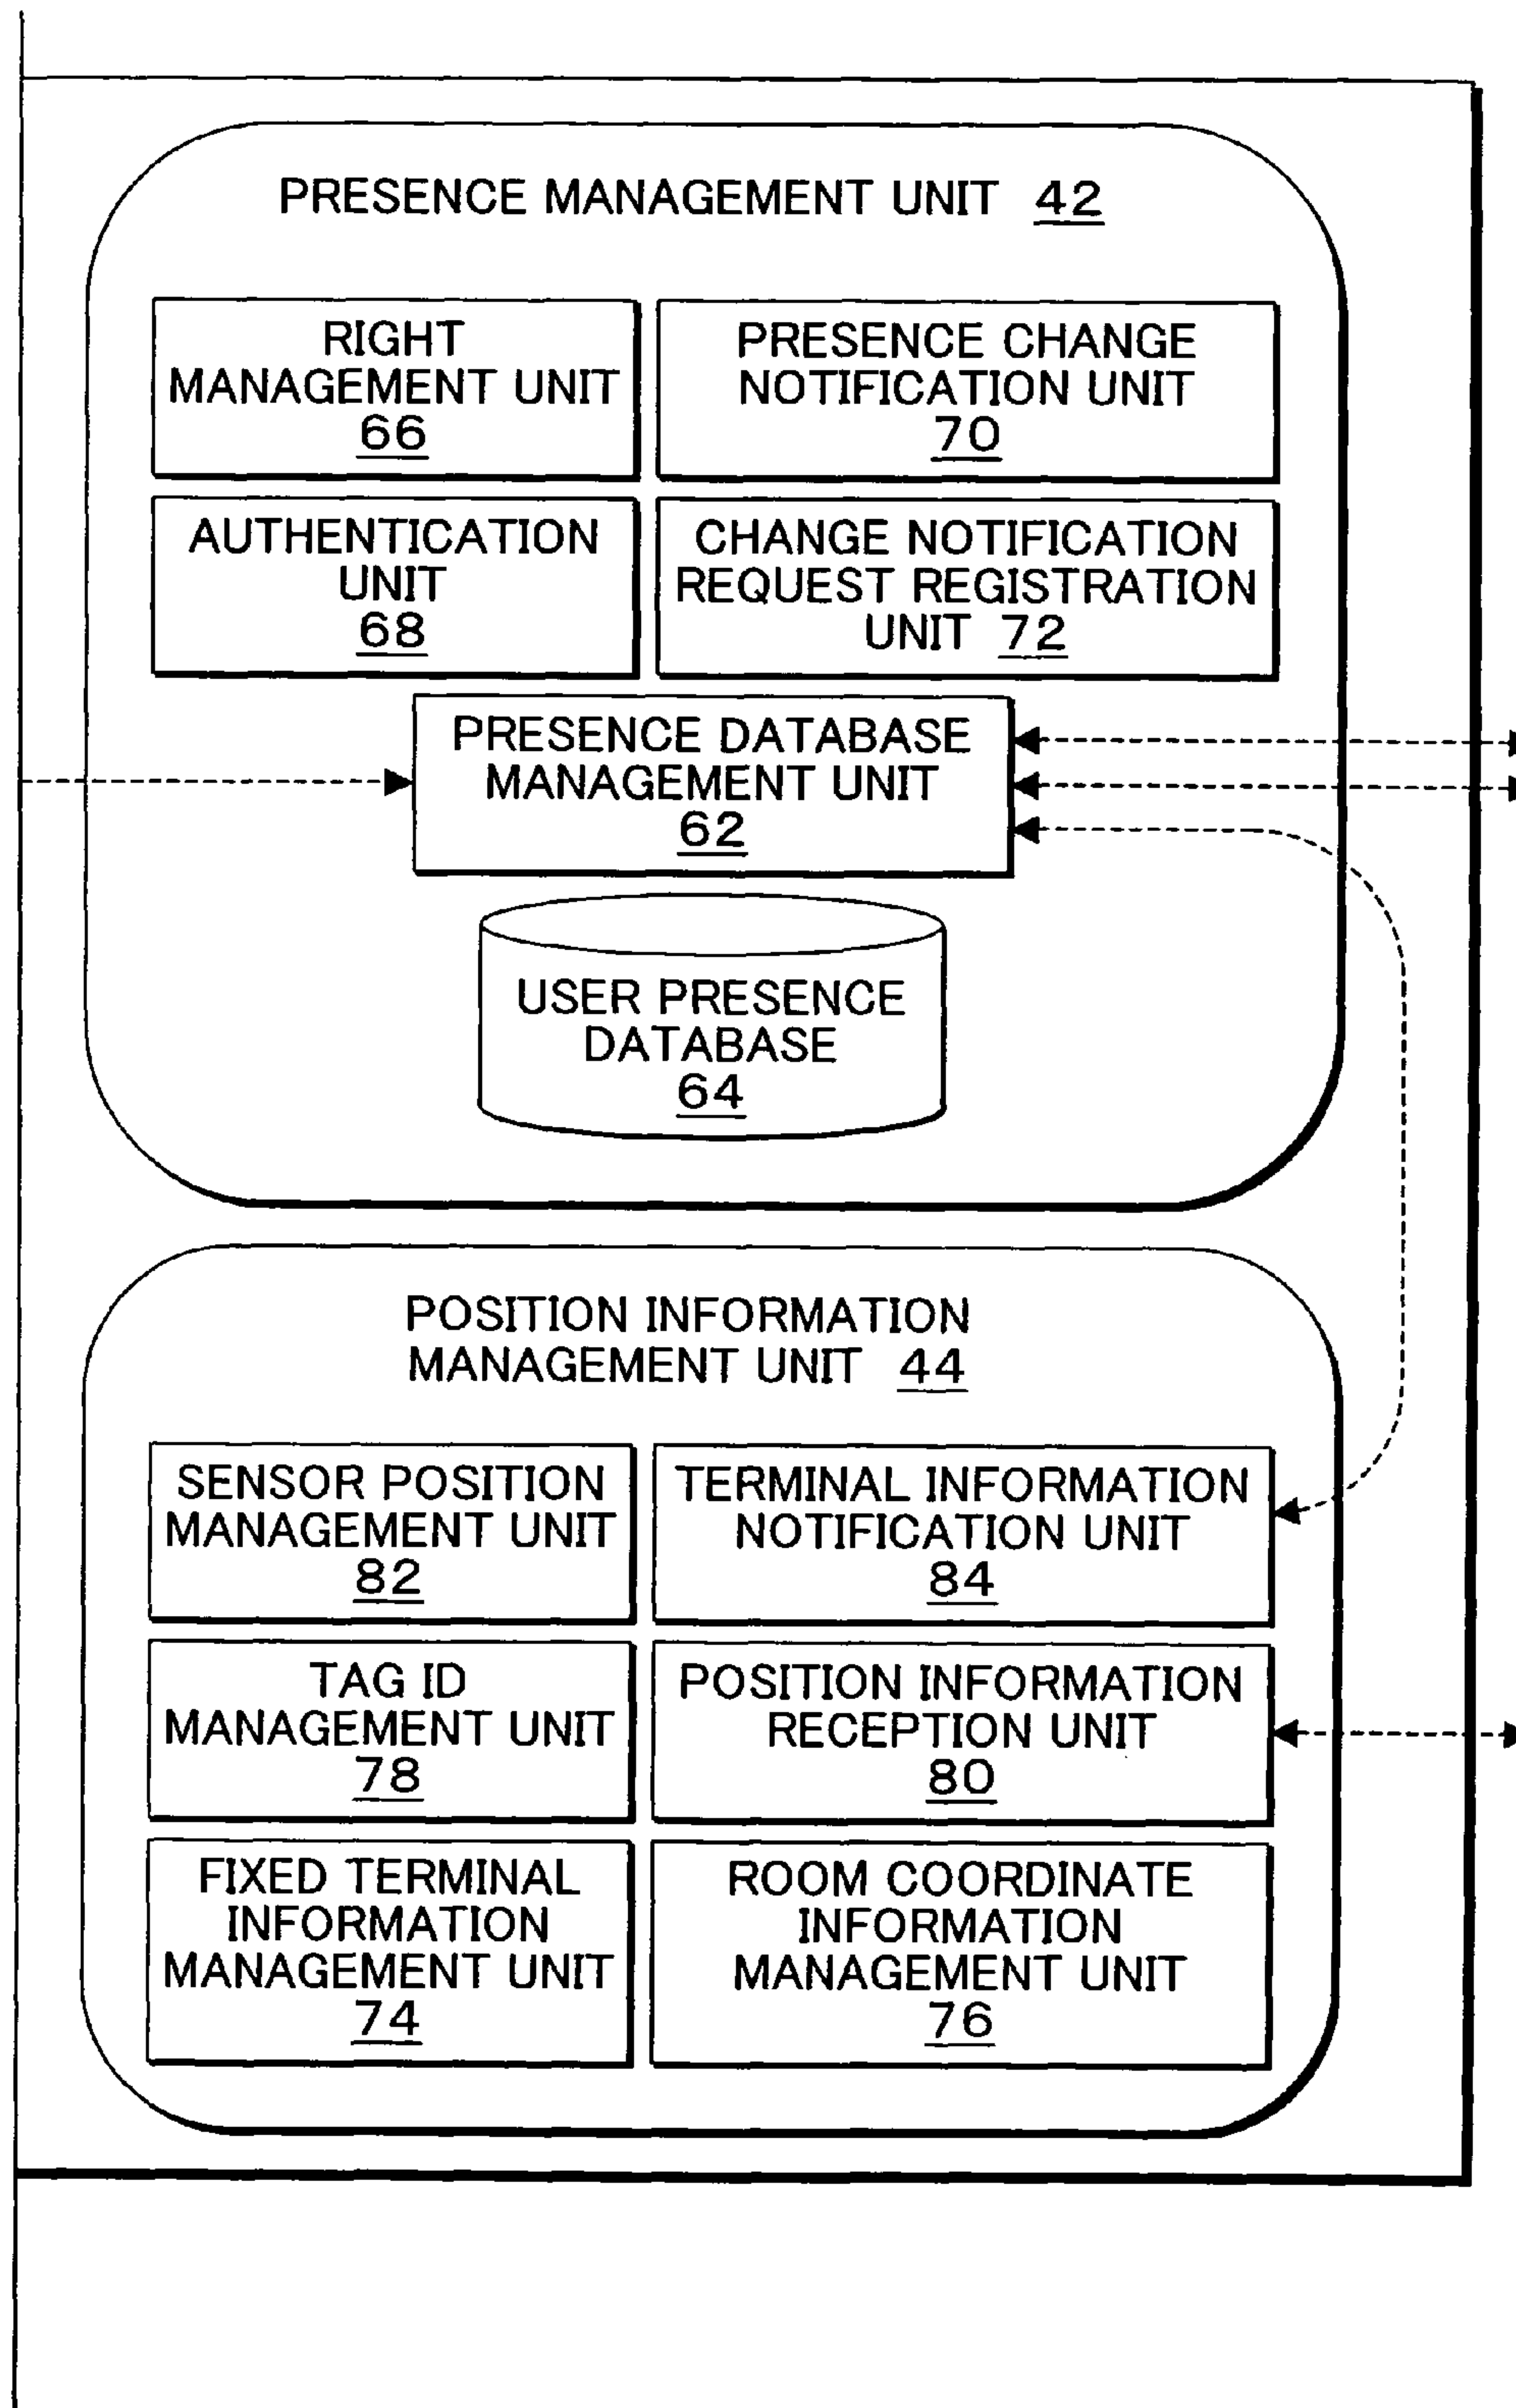 PRESENCE MANAGEMENT UNIT 42
RIGHT
MANAGEMENT UNIT
66
PRESENCE CHANGE
NOTIFICATION UNIT
70
AUTHENTICATION
UNIT
68
CHANGE NOTIFICATION
REQUEST REGISTRATION
UNIT 72
PRESENCE DATABASE
MANAGEMENT UNIT
62
USER PRESENCE
DATABASE
64
POSITION INFORMATION
MANAGEMENT UNIT 44
SENSOR POSITION
MANAGEMENT UNIT
82
TERMINAL INFORMATION
NOTIFICATION UNIT
84
TAG ID
MANAGEMENT UNIT
78
POSITION INFORMATION
RECEPTION UNIT
80
FIXED TERMINAL
INFORMATION
MANAGEMENT UNIT
74
ROOM COORDINATE
INFORMATION
MANAGEMENT UNIT
76